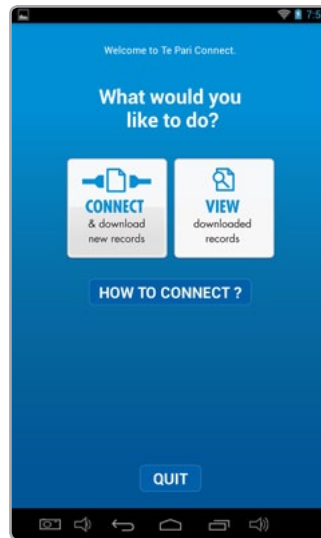 Welcome to Te Pari Connect.
What would you
like to do?
CONNECT
& download
new records
VIEW
downloaded
records
HOW TO CONNECT ?
QUIT